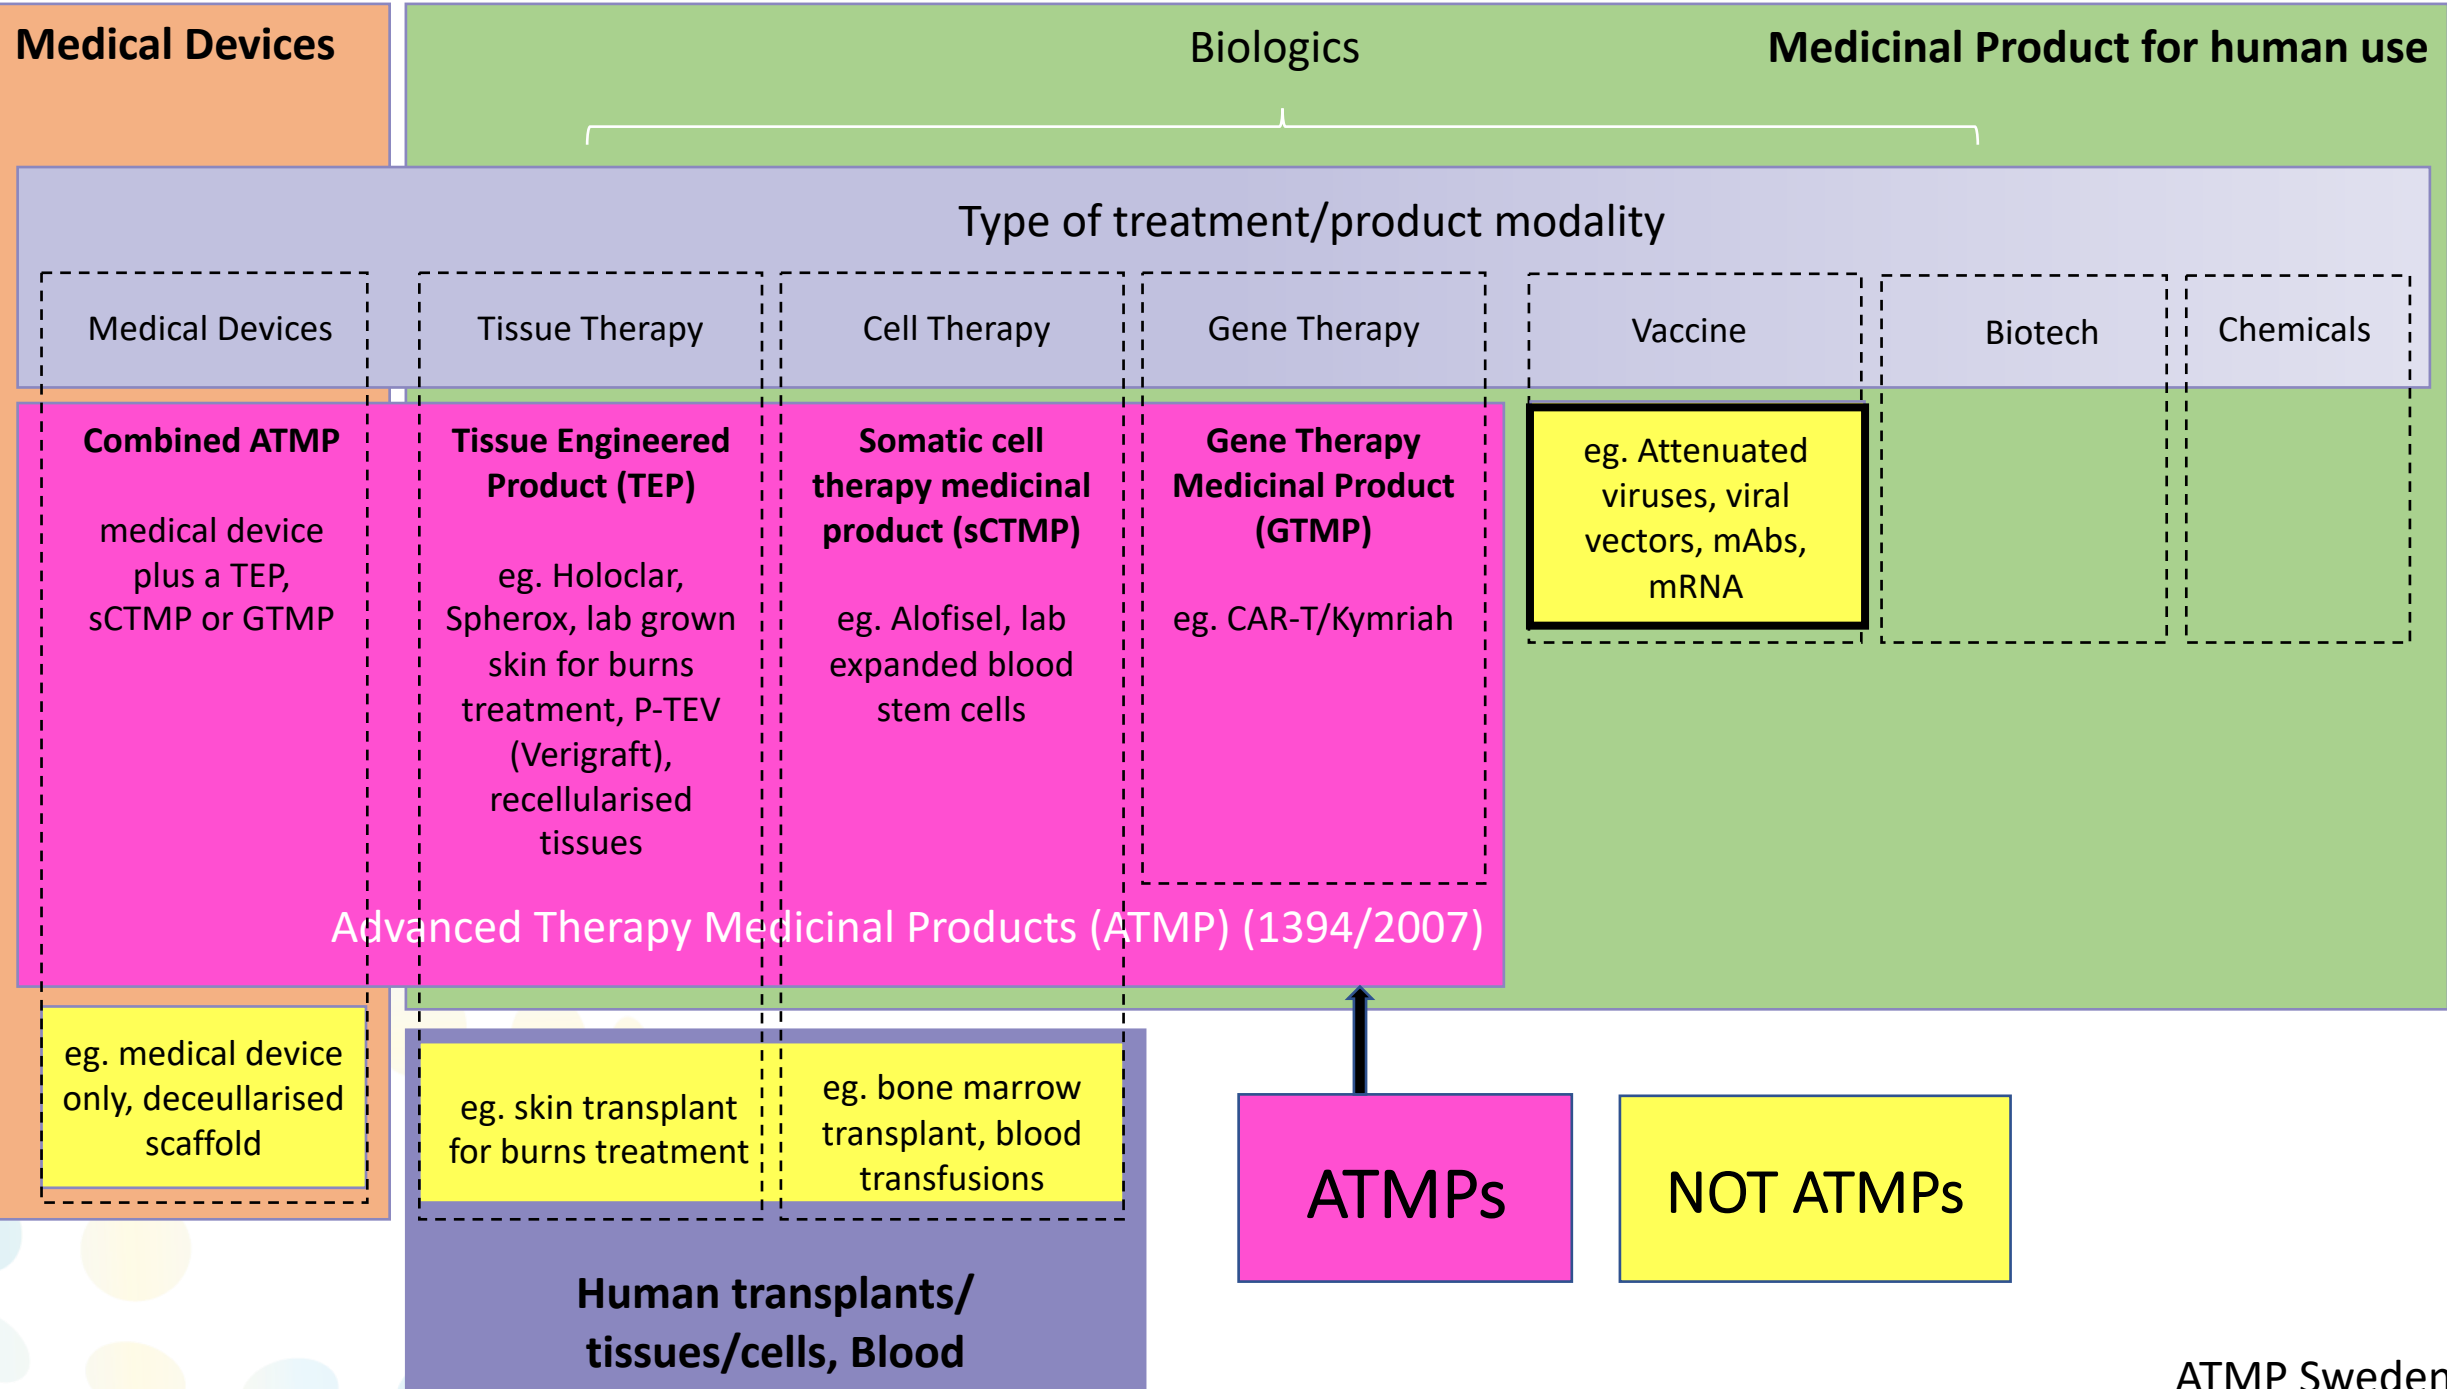 Medical Devices
Biologics
Medicinal Product for human use
Type of treatment/product modality
Medical Devices
Tissue Therapy
Cell Therapy
Gene Therapy
Vaccine
Biotech
Chemicals
Combined ATMP
medical device
plus a TEP,
sCTMP or GTMP
Tissue Engineered
Product (TEP)
eg. Holoclar,
Spherox, lab grown
skin for burns
treatment, P-TEV
(Verigraft),
recellularised
tissues
Somatic cell
therapy medicinal
product (sCTMP)
eg. Alofisel, lab
expanded blood
stem cells
Gene Therapy
Medicinal Product
(GTMP)
eg. CAR-T/Kymriah
eg. Attenuated
viruses, viral
vectors, mAbs,
mRNA
Advanced Therapy Medicinal Products (ATMP) (1394/2007)
eg. medical device
only, deceullarised
scaffold
eg. skin transplant
for burns treatment
eg. bone marrow
transplant, blood
transfusions
ATMPs
NOT ATMPs
Human transplants/
tissues/cells, Blood
ATMP Sweden